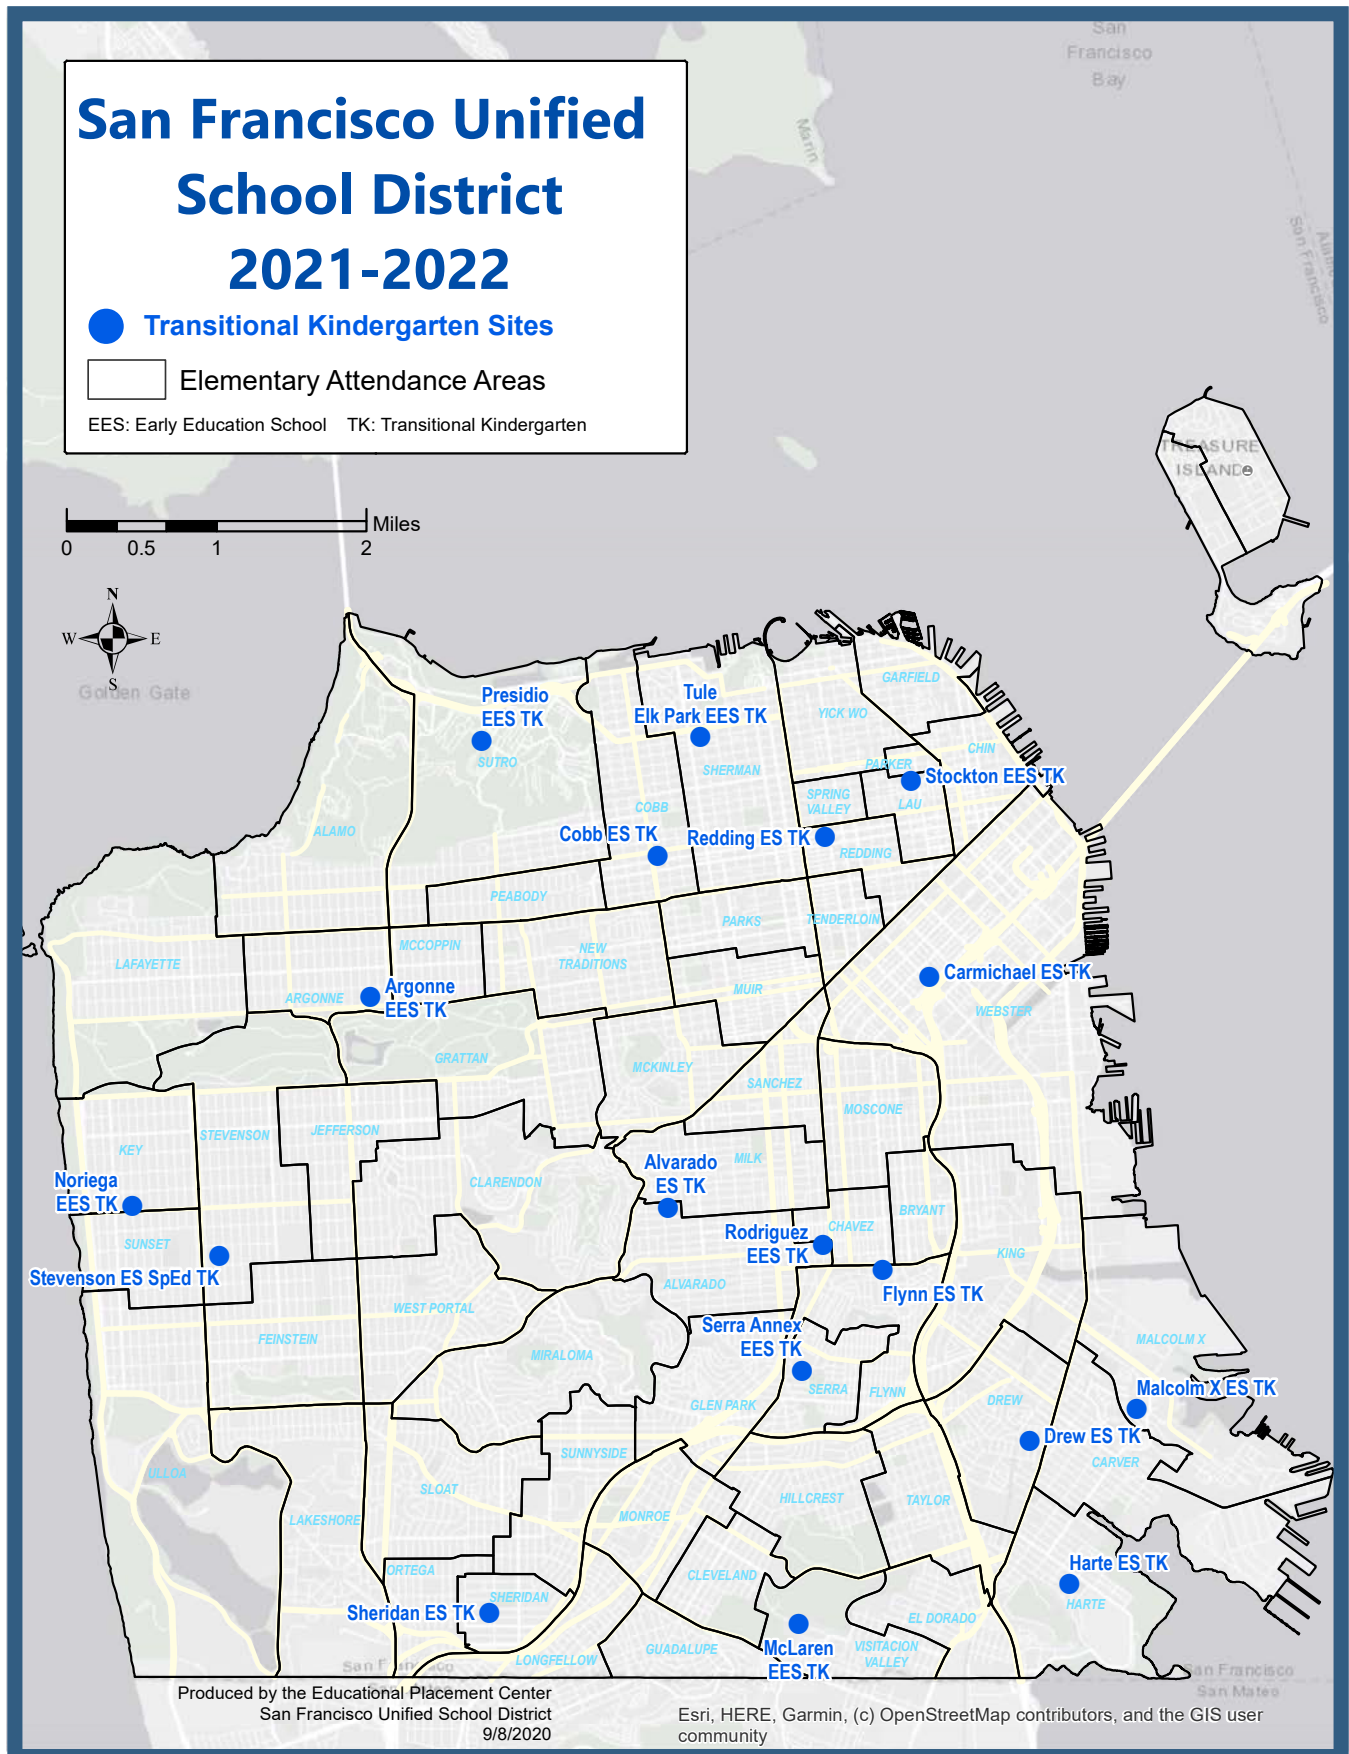 San
Francisco
Bay
San Francisco Unified
School District
2021-2022
Transitional Kindergarten Sites
Elementary Attendance Areas
EES: Early Education School TK: Transitional Kindergarten
Marin
San Francisco
TREASURE
ISLAND
Miles
0 0.5 1 2
N
W E
S
Golden Gate
Presidio
EES TK
SUTRO
Tule
Elk Park EES TK
SHERMAN
GARFIELD
YICK WO
CHIN
PARKER
Stockton EES TK
SPRING
VALLEY
LAU
COBB
Cobb ES TK
Redding ES TK
REDDING
ALAMO
PEABODY
PARKS
TENDERLOIN
MCCOPPIN
NEW
TRADITIONS
LAFAYETTE
ARGONNE
Argonne
EES TK
MUIR
Carmichael ES TK
WEBSTER
GRATTAN
MCKINLEY
SANCHEZ
MOSCONE
KEY
STEVENSON
JEFFERSON
CLARENDON
MILK
Alvarado
ES TK
Noriega
EES TK
SUNSET
Stevenson ES SpEd TK
BRYANT
CHAVEZ
Rodriguez
EES TK
KING
ALVARADO
Flynn ES TK
WEST PORTAL
FEINSTEIN
MIRALOMA
Serra Annex
EES TK
SERRA
FLYNN
GLEN PARK
MALCOLM X
Malcolm X ES TK
DREW
Drew ES TK
CARVER
SUNNYSIDE
ULLOA
SLOAT
LAKESHORE
MONROE
HILLCREST
TAYLOR
ORTEGA
SHERIDAN
Sheridan ES TK
CLEVELAND
Harte ES TK
HARTE
EL DORADO
McLaren
EES TK
VISITACION
VALLEY
GUADALUPE
LONGFELLOW
San Francisco
San Mateo
Produced by the Educational Placement Center
San Francisco Unified School District
9/8/2020
Esri, HERE, Garmin, (c) OpenStreetMap contributors, and the GIS user
community